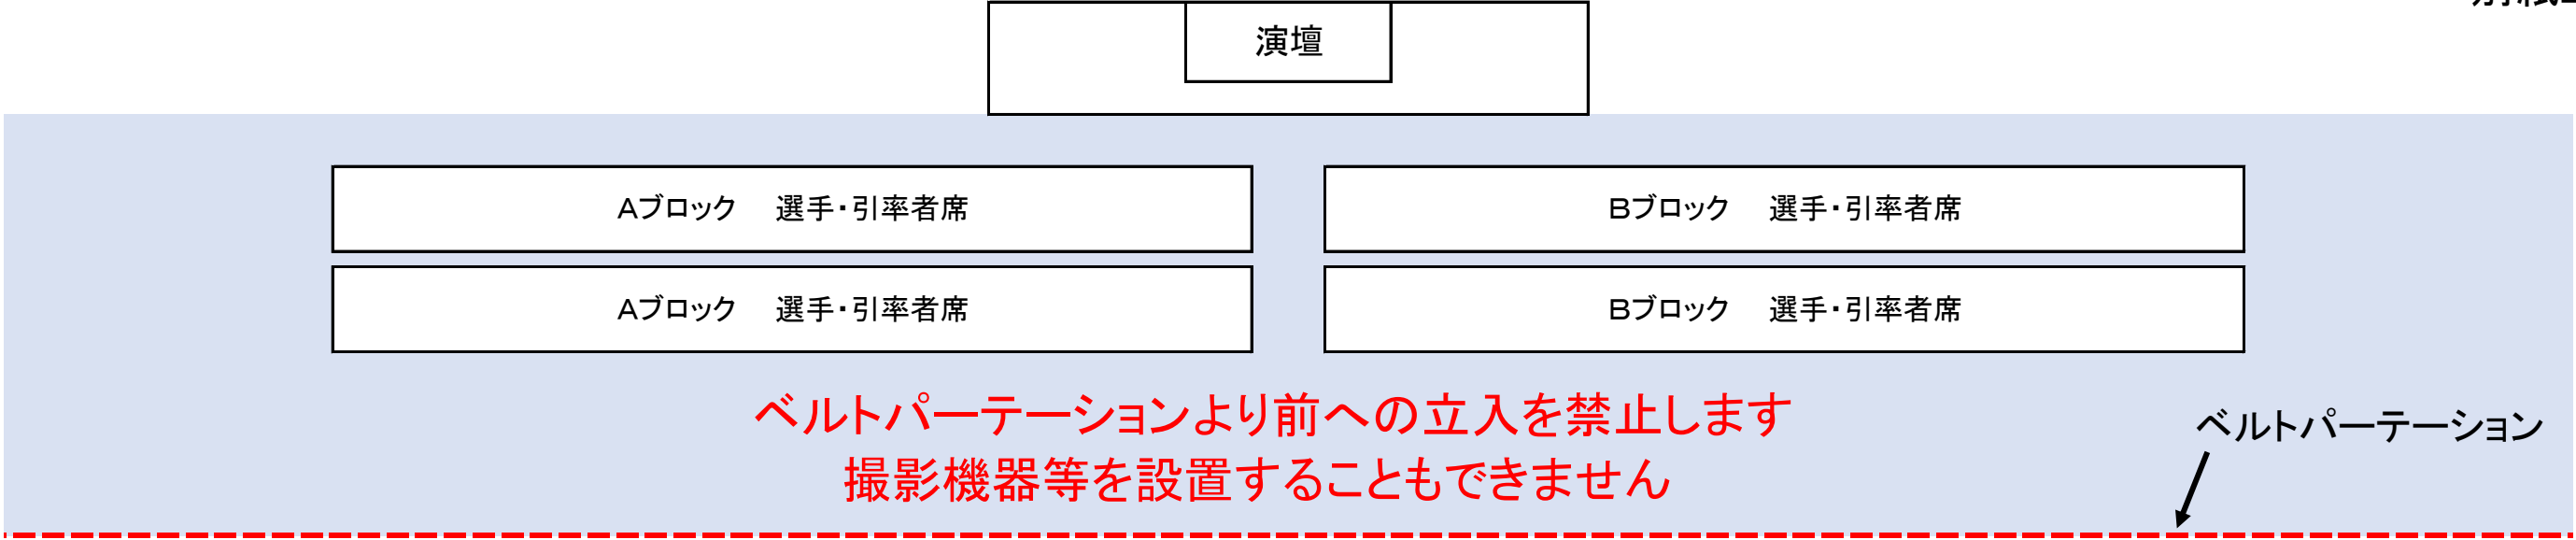 演壇
Aブロック　選手・引率者席
Bブロック　選手・引率者席
Aブロック　選手・引率者席
Bブロック　選手・引率者席
ベルトパーテーションより前への立入を禁止します
ベルトパーテーション
撮影機器等を設置することもできません